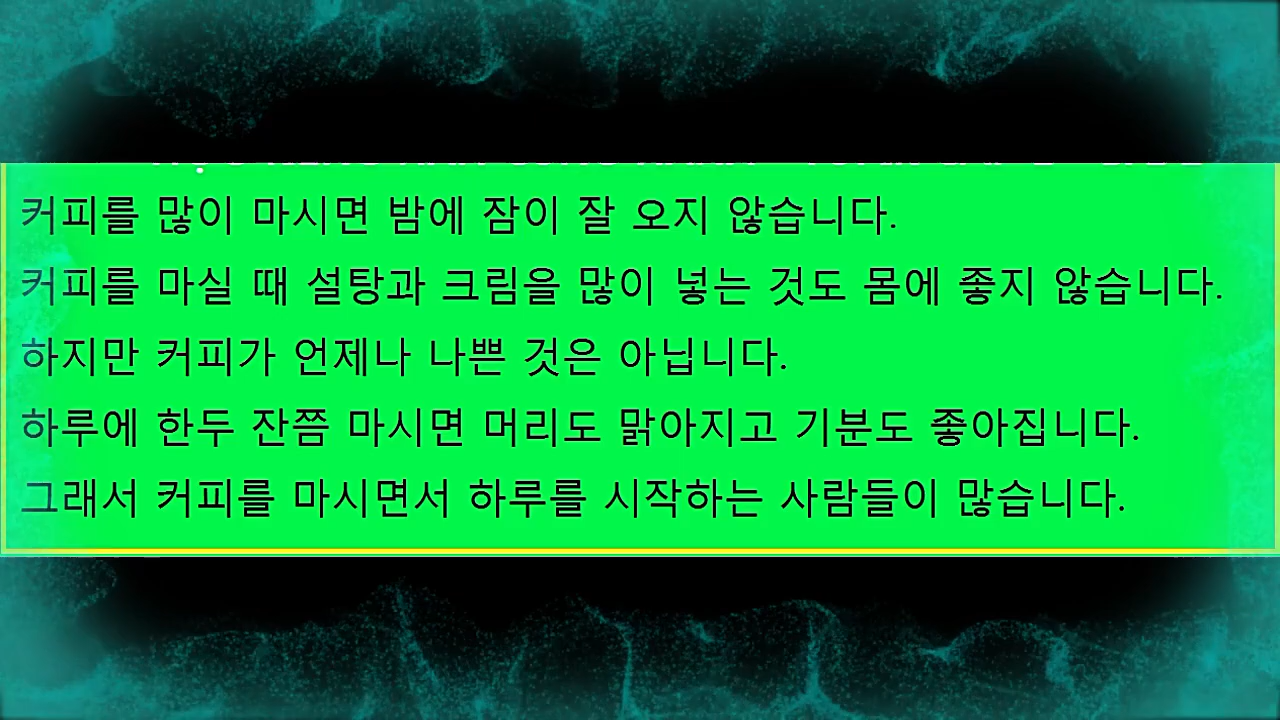 커피를 많이 마시면 밤에 잠이 잘 오지 않습니다.
커피를 마실 때 설탕과 크림을 많이 넣는 것도 몸에 좋지 않습니다.
하지만 커피가 언제나 나쁜 것은 아닙니다.
하루에 한두 잔쯤 마시면 머리도 맑아지고 기분도 좋아집니다.
그래서 커피를 마시면서 하루를 시작하는 사람들이 많습니다.